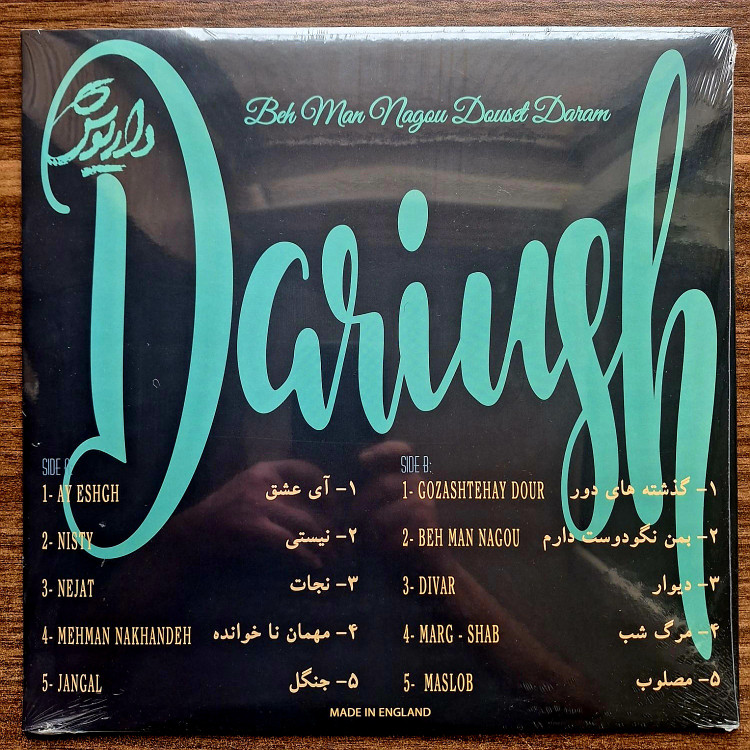 داریوش
Beh Man Nagou Douset Daram
Dariush
SIDE A:
1- AY ESHGH ۱- آی عشق
2- NISTY ۲- نیستی
3- NEJAT ۳- نجات
4- MEHMAN NAKHANDEH ۴- مهمان نا خوانده
5- JANGAL ۵- جنگل
SIDE B:
1- GOZASHTEHAY DOUR ۱- گذشته های دور
2- BEH MAN NAGOU ۲- بمن نگودوست دارم
3- DIVAR ۳- دیوار
4- MARG - SHAB ۴- مرگ شب
5- MASLOB ۵- مصلوب
MADE IN ENGLAND